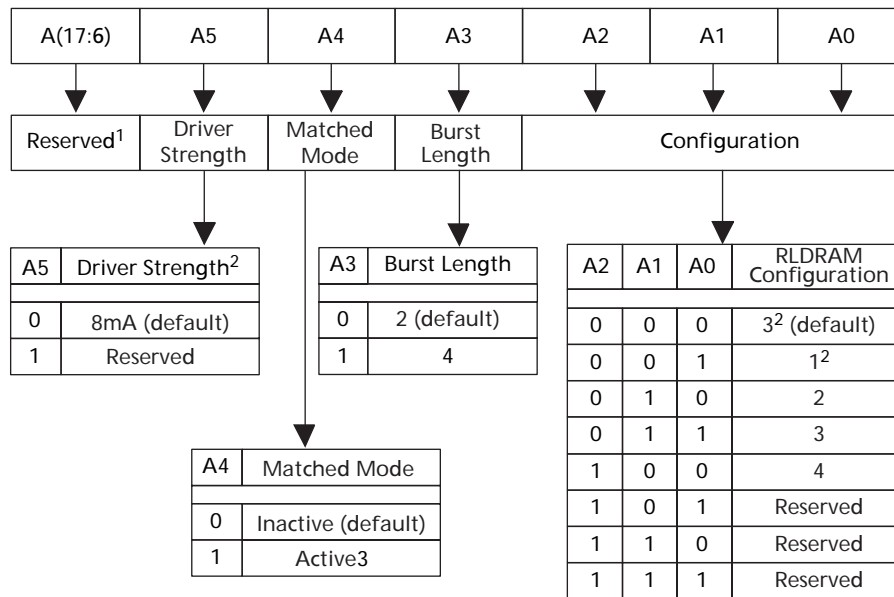 A(17:6) A5 A4 A3 A2 A1 A0
Reserved1 Driver Strength Matched Mode Burst Length Configuration
A5 Driver Strength2
0 8mA (default)
1 Reserved
A3 Burst Length
0 2 (default)
1 4
A4 Matched Mode
0 Inactive (default)
1 Active3
A2 A1 A0 RLDRAM Configuration
0 0 0 32 (default)
0 0 1 12
0 1 0 2
0 1 1 3
1 0 0 4
1 0 1 Reserved
1 1 0 Reserved
1 1 1 Reserved